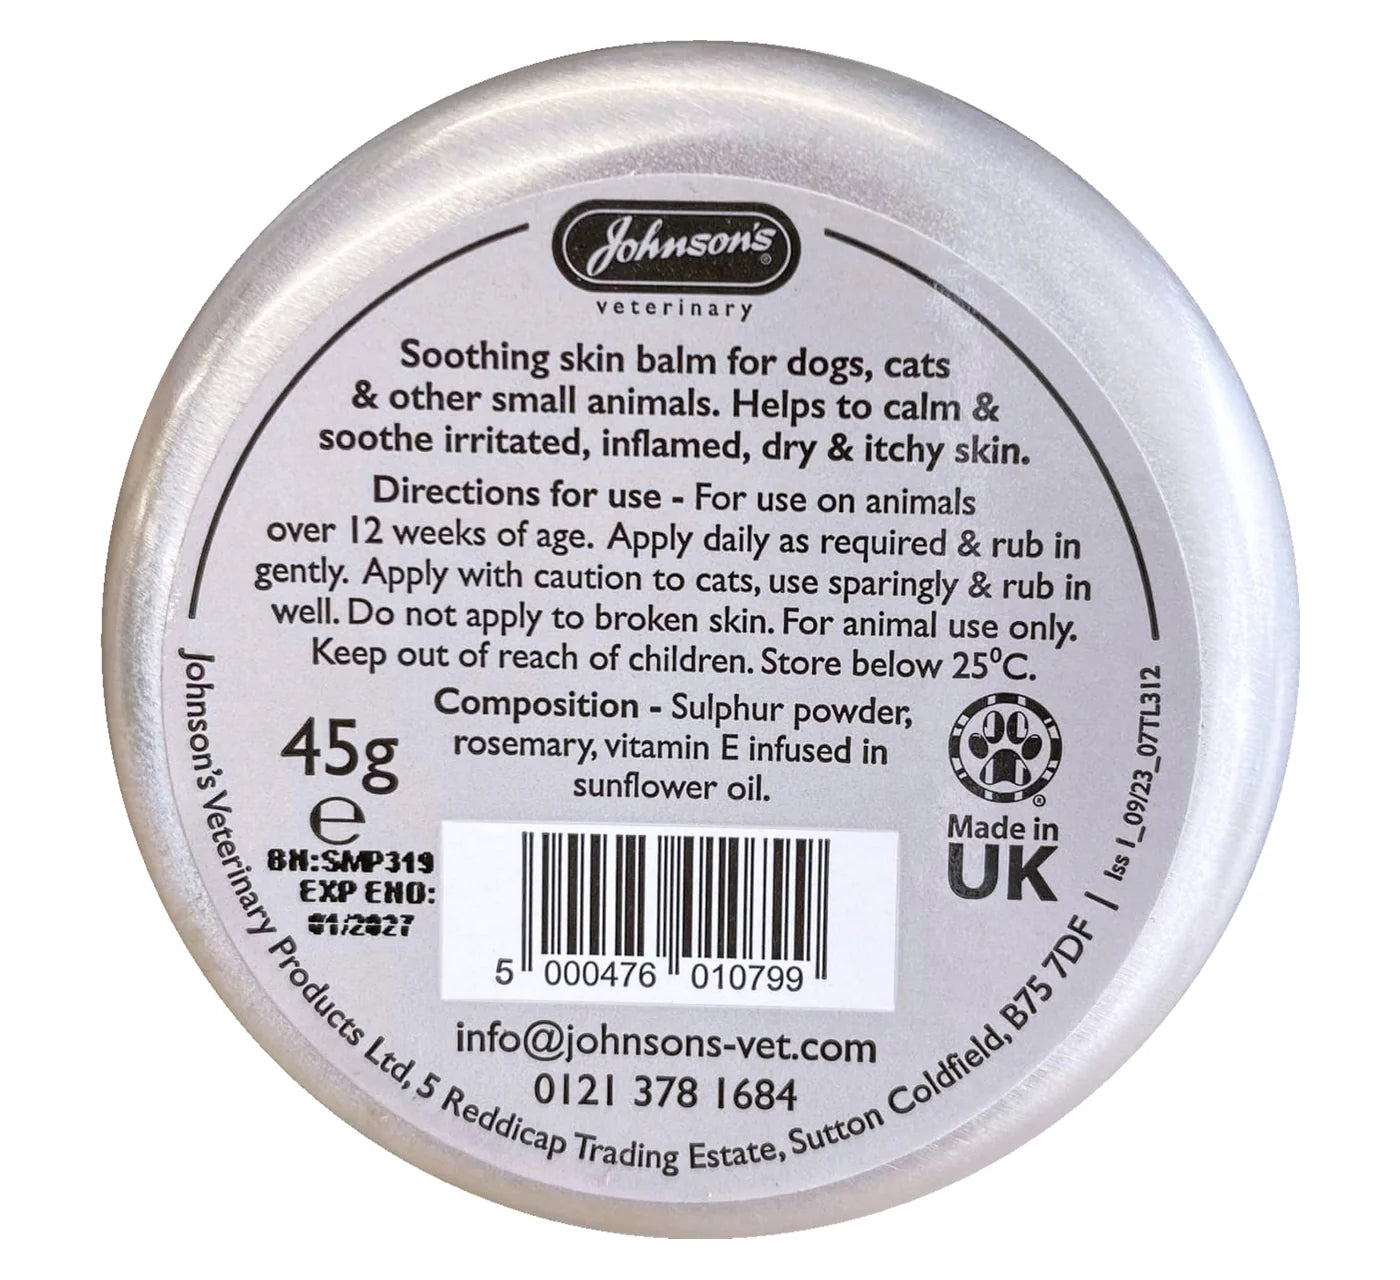 Johnson's®
veterinary
Soothing skin balm for dogs, cats
& other small animals. Helps to calm &
soothe irritated, inflamed, dry & itchy skin.
Directions for use - For use on animals
over 12 weeks of age. Apply daily as required & rub in
gently. Apply with caution to cats, use sparingly & rub in
well. Do not apply to broken skin. For animal use only.
Keep out of reach of children. Store below 25⁰C.
Composition - Sulphur powder,
rosemary, vitamin E infused in
sunflower oil.
45g
e
BN:SMP319
EXP END:
01/2027
®
Made in
UK
5 000476 010799
info@johnsons-vet.com
0121 378 1684
Johnson's Veterinary Products Ltd, 5 Reddicap Trading Estate, Sutton Coldfield, B75 7DF | Iss 1_09/23_07TL312